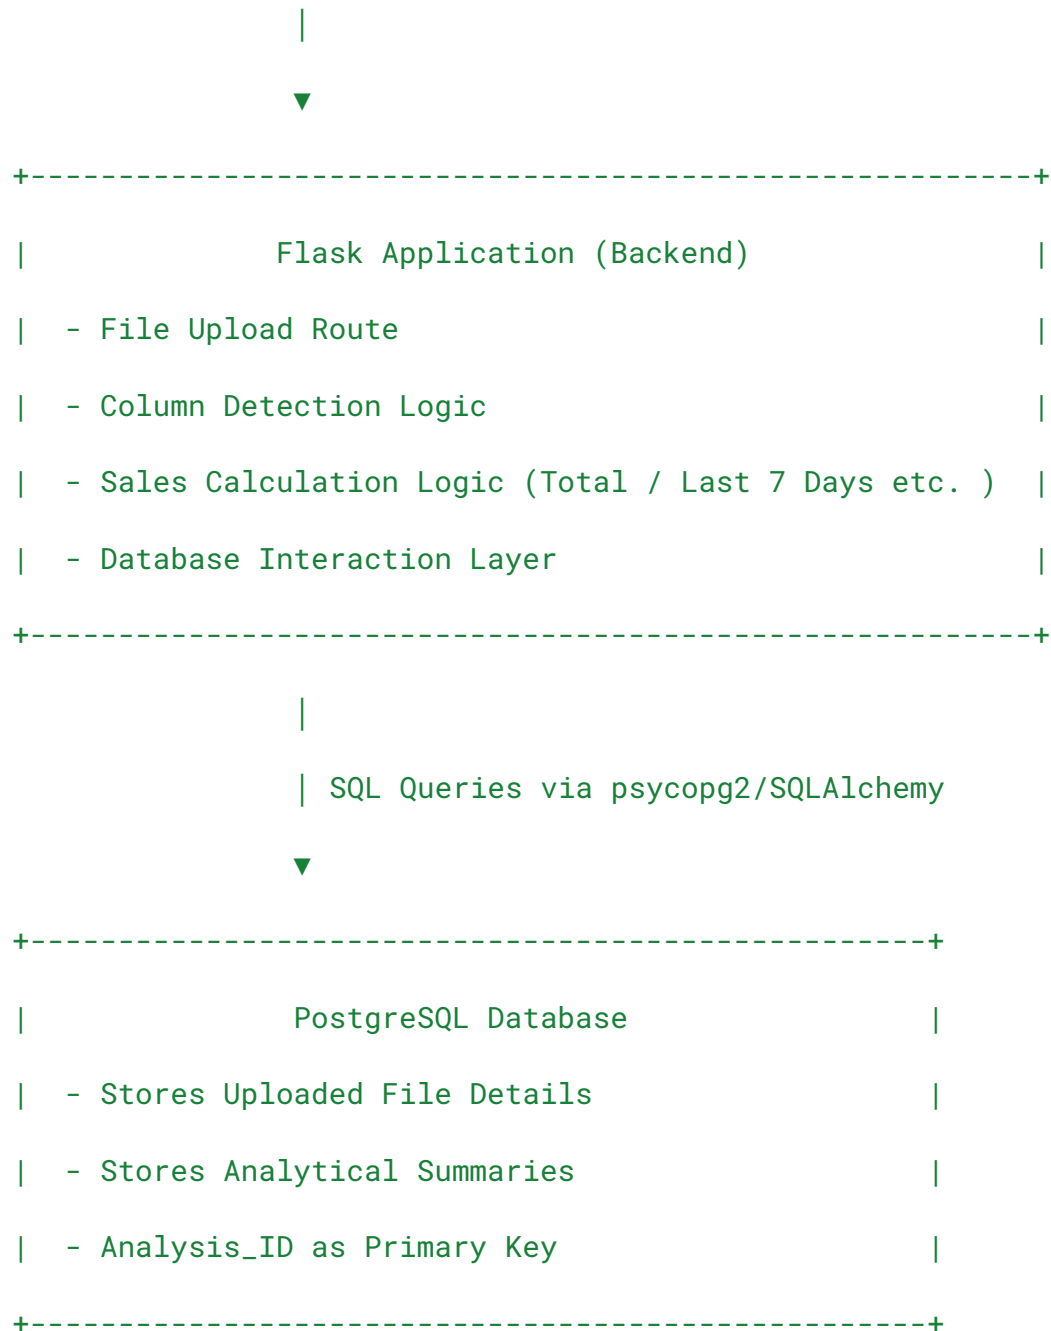 |
▼
+---------------------------------------------------------+
|              Flask Application (Backend)                |
|  - File Upload Route                                    |
|  - Column Detection Logic                               |
|  - Sales Calculation Logic (Total / Last 7 Days etc. )  |
|  - Database Interaction Layer                           |
+---------------------------------------------------------+
|
| SQL Queries via psycopg2/SQLAlchemy
▼
+---------------------------------------------------+
|               PostgreSQL Database                 |
|  - Stores Uploaded File Details                   |
|  - Stores Analytical Summaries                    |
|  - Analysis_ID as Primary Key                     |
+---------------------------------------------------+